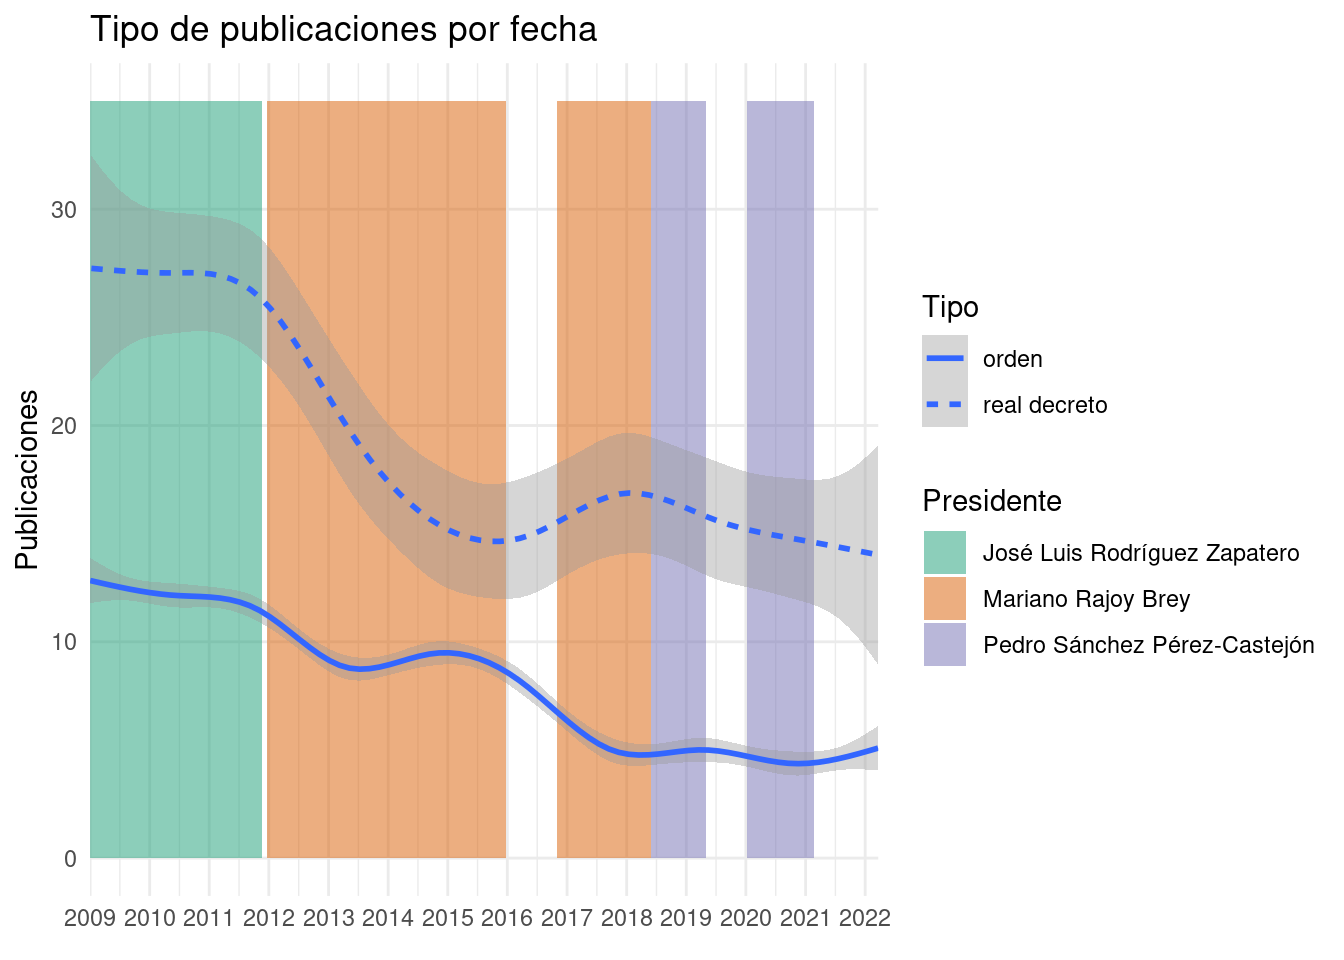 Tipo de publicaciones por fecha
Publicaciones
30
20
10
0
2009 2010 2011 2012 2013 2014 2015 2016 2017 2018 2019 2020 2021 2022
Tipo
orden
real decreto
Presidente
José Luis Rodríguez Zapatero
Mariano Rajoy Brey
Pedro Sánchez Pérez-Castejón